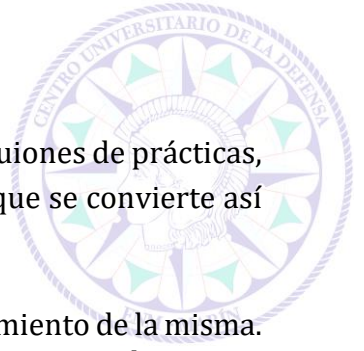 CENTRO UNIVERSITARIO DE LA DEFENSA
uiones de prácticas,
que se convierte así
miento de la misma.